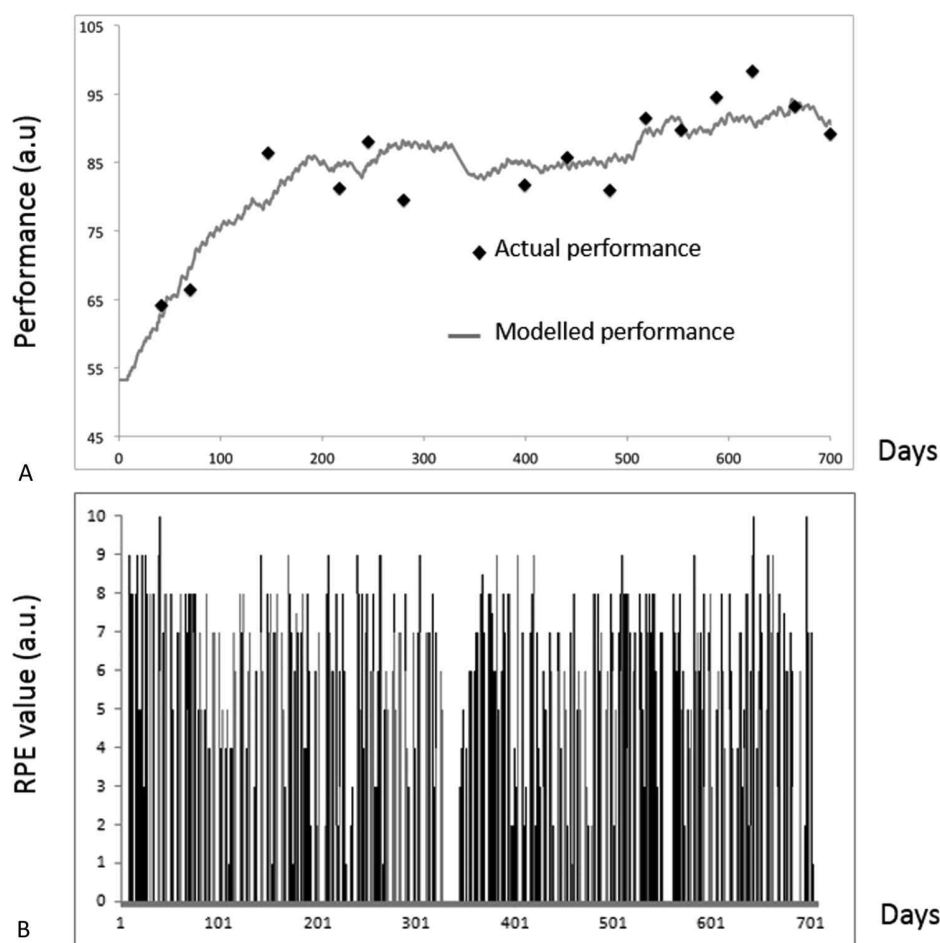 105
95
85
75
65
55
45
Performance (a.u)
Actual performance
Modelled performance
0 100 200 300 400 500 600 700
Days
A
10
9
8
7
6
5
4
3
2
1
0
RPE value (a.u.)
1 101 201 301 401 501 601 701
Days
B